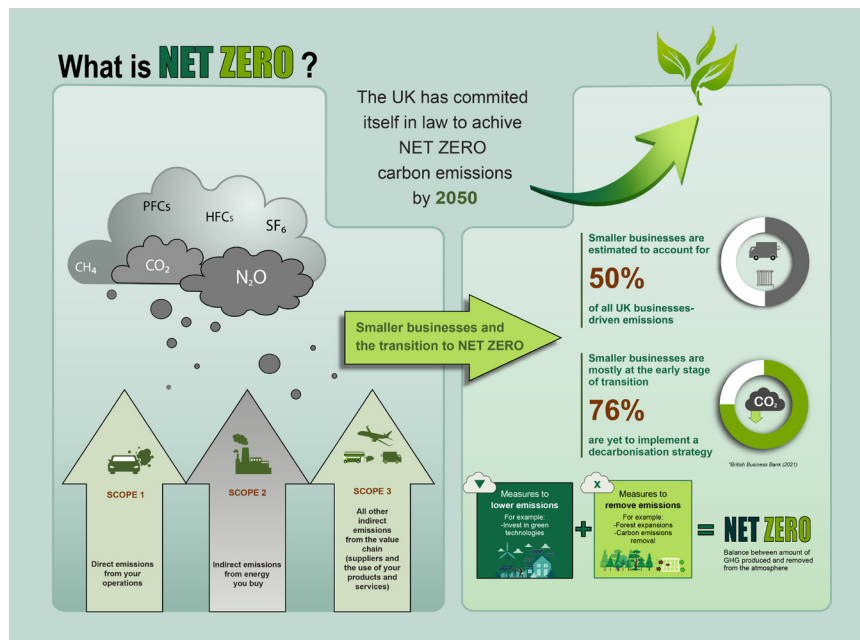 What is NET ZERO ?
The UK has commited
itself in law to achive
NET ZERO
carbon emissions
by 2050
PFCs
HFCs
SF6
CH4
CO2
N2O
Smaller businesses and
the transition to NET ZERO
SCOPE 1
Direct emissions
from your
operations
SCOPE 2
Indirect emissions
from energy
you buy
SCOPE 3
All other
indirect
emissions
from the value
chain
(suppliers and
the use of your
products and
services)
Smaller businesses are
estimated to account for
50%
of all UK businesses-
driven emissions
Smaller businesses are
mostly at the early stage
of transition
76%
are yet to implement a
decarbonisation strategy
CO2
*British Business Bank (2021)
Measures to
lower emissions
For example:
-Invest in green
technologies
+
x
Measures to
remove emissions
For example:
-Forest expansions
-Carbon emissions
removal
=
NET ZERO
Balance between amount of
GHG produced and removed
from the atmosphere